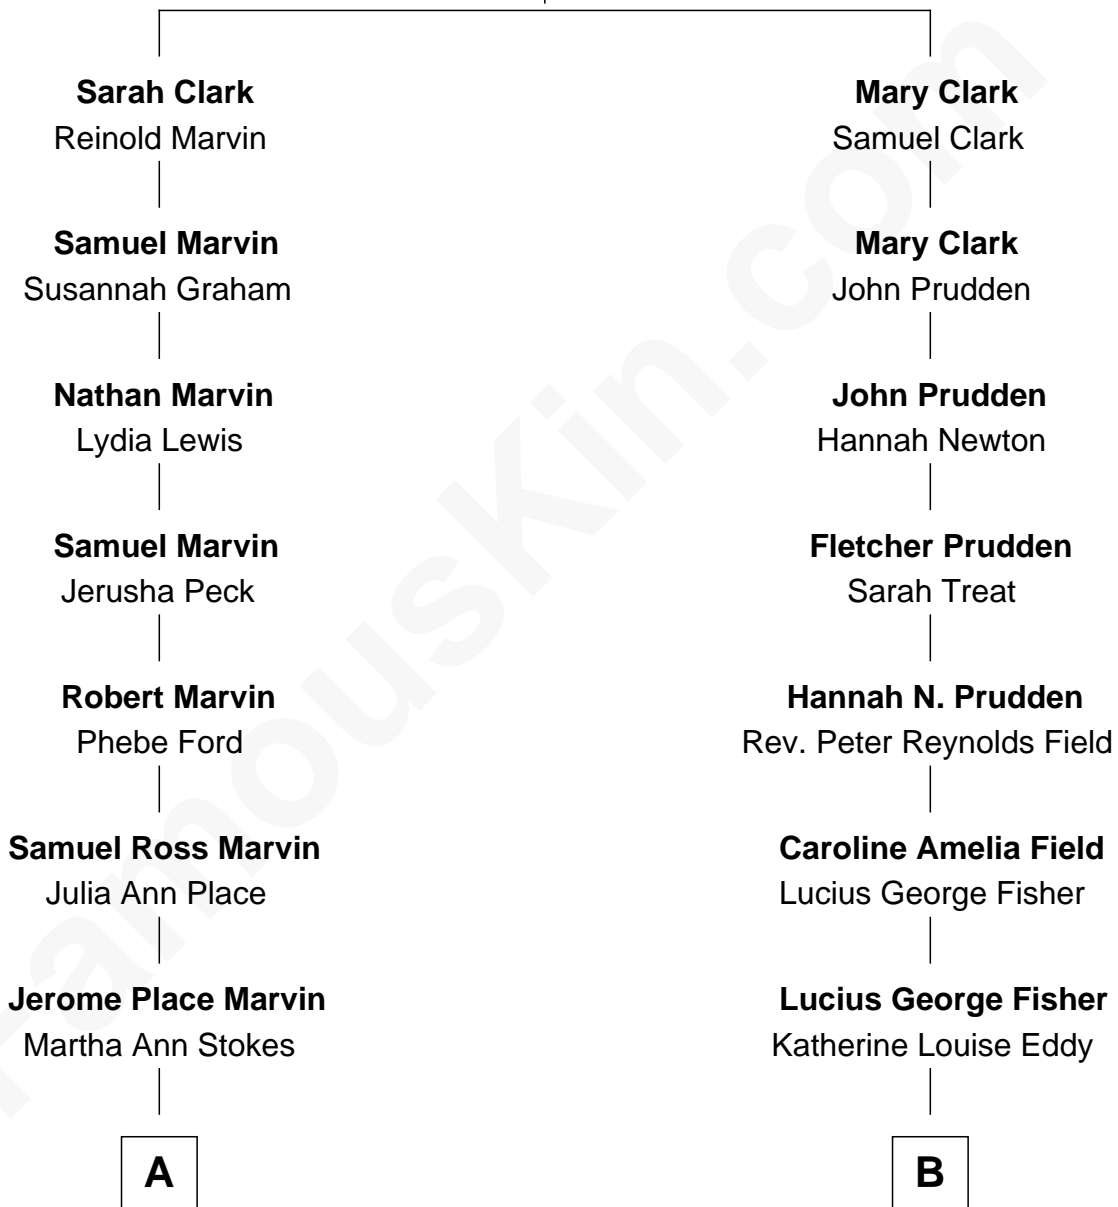 Sarah Clark
Reinold Marvin
Mary Clark
Samuel Clark
Samuel Marvin
Susannah Graham
Mary Clark
John Prudden
Nathan Marvin
Lydia Lewis
John Prudden
Hannah Newton
Samuel Marvin
Jerusha Peck
Fletcher Prudden
Sarah Treat
Robert Marvin
Phebe Ford
Hannah N. Prudden
Rev. Peter Reynolds Field
Samuel Ross Marvin
Julia Ann Place
Caroline Amelia Field
Lucius George Fisher
Jerome Place Marvin
Martha Ann Stokes
Lucius George Fisher
Katherine Louise Eddy
A
B
FamousKin.com